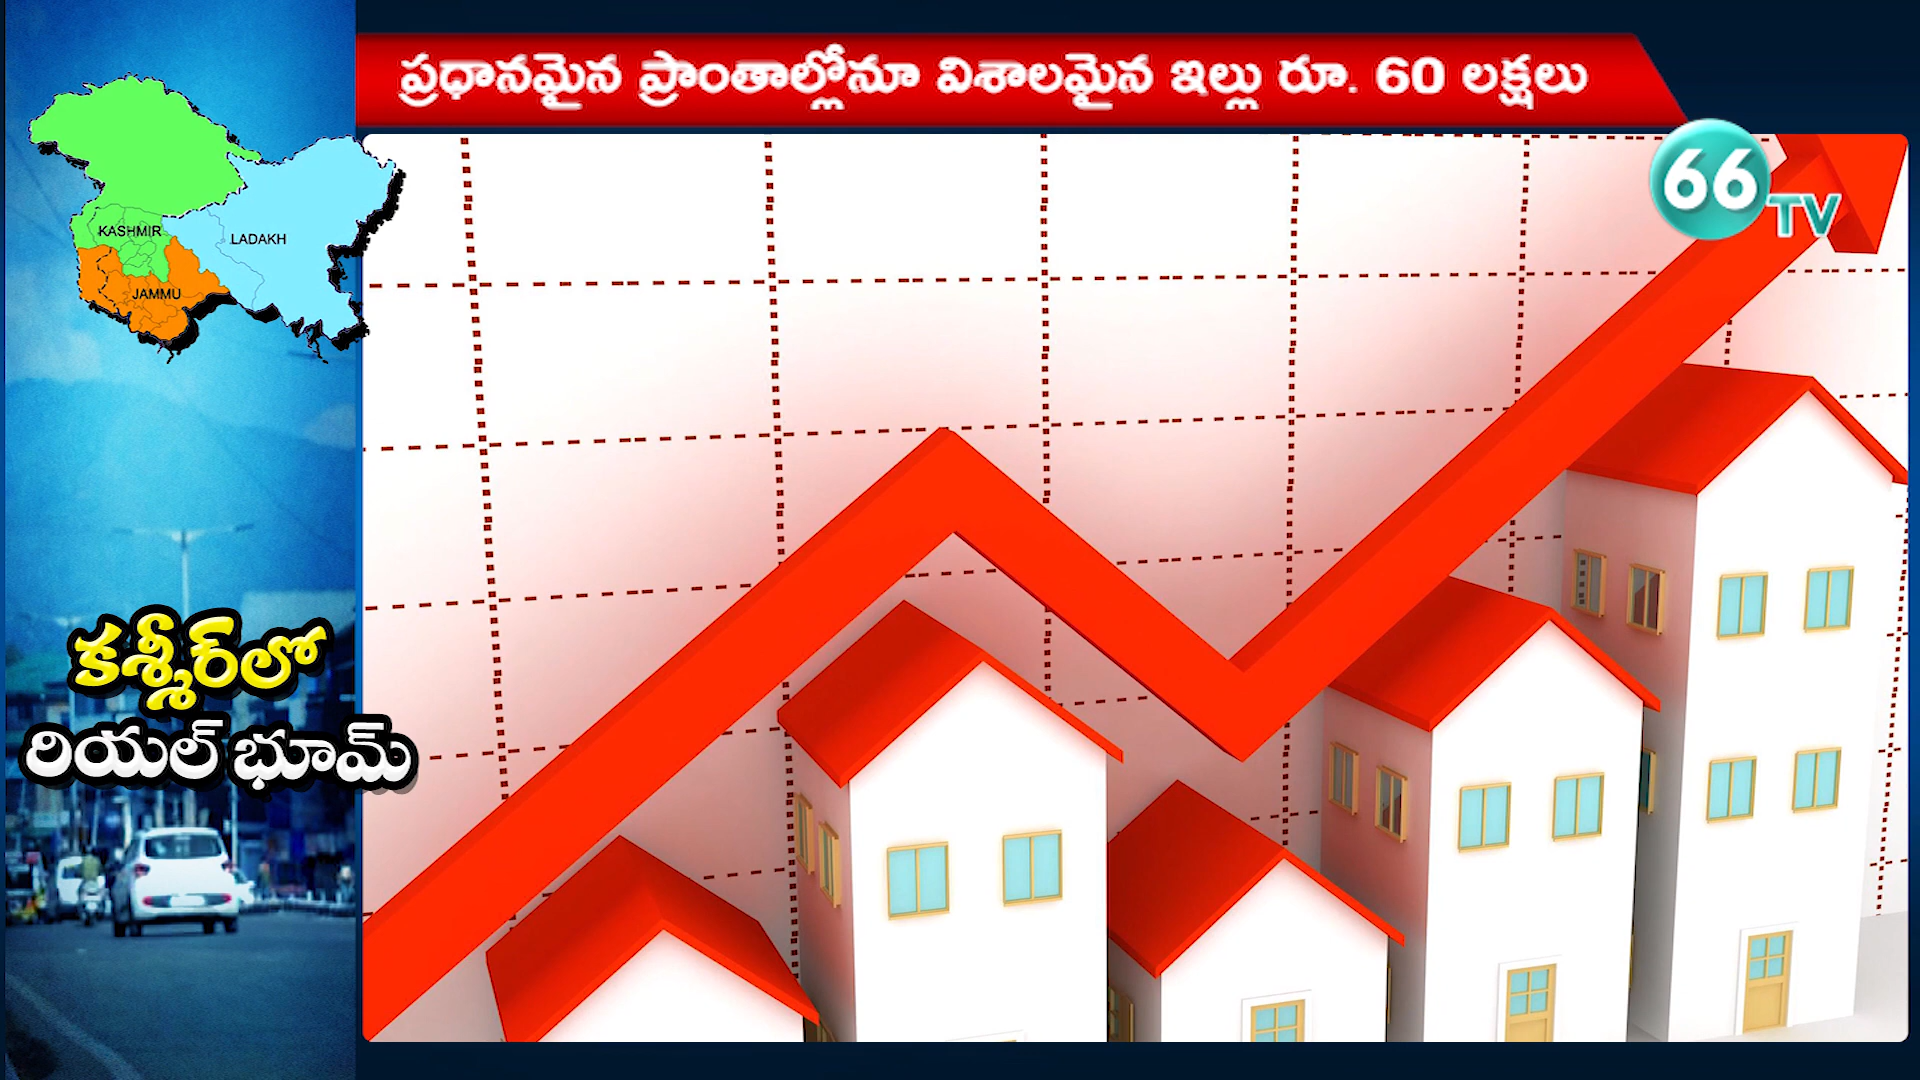 ప్రధానమైన ప్రాంతాల్లోనూ విశాలమైన ఇల్లు రూ. 60 లక్షలు
66
TV
KASHMIR
LADAKH
JAMMU
కశ్మీర్‌లో
రియల్ భూమ్